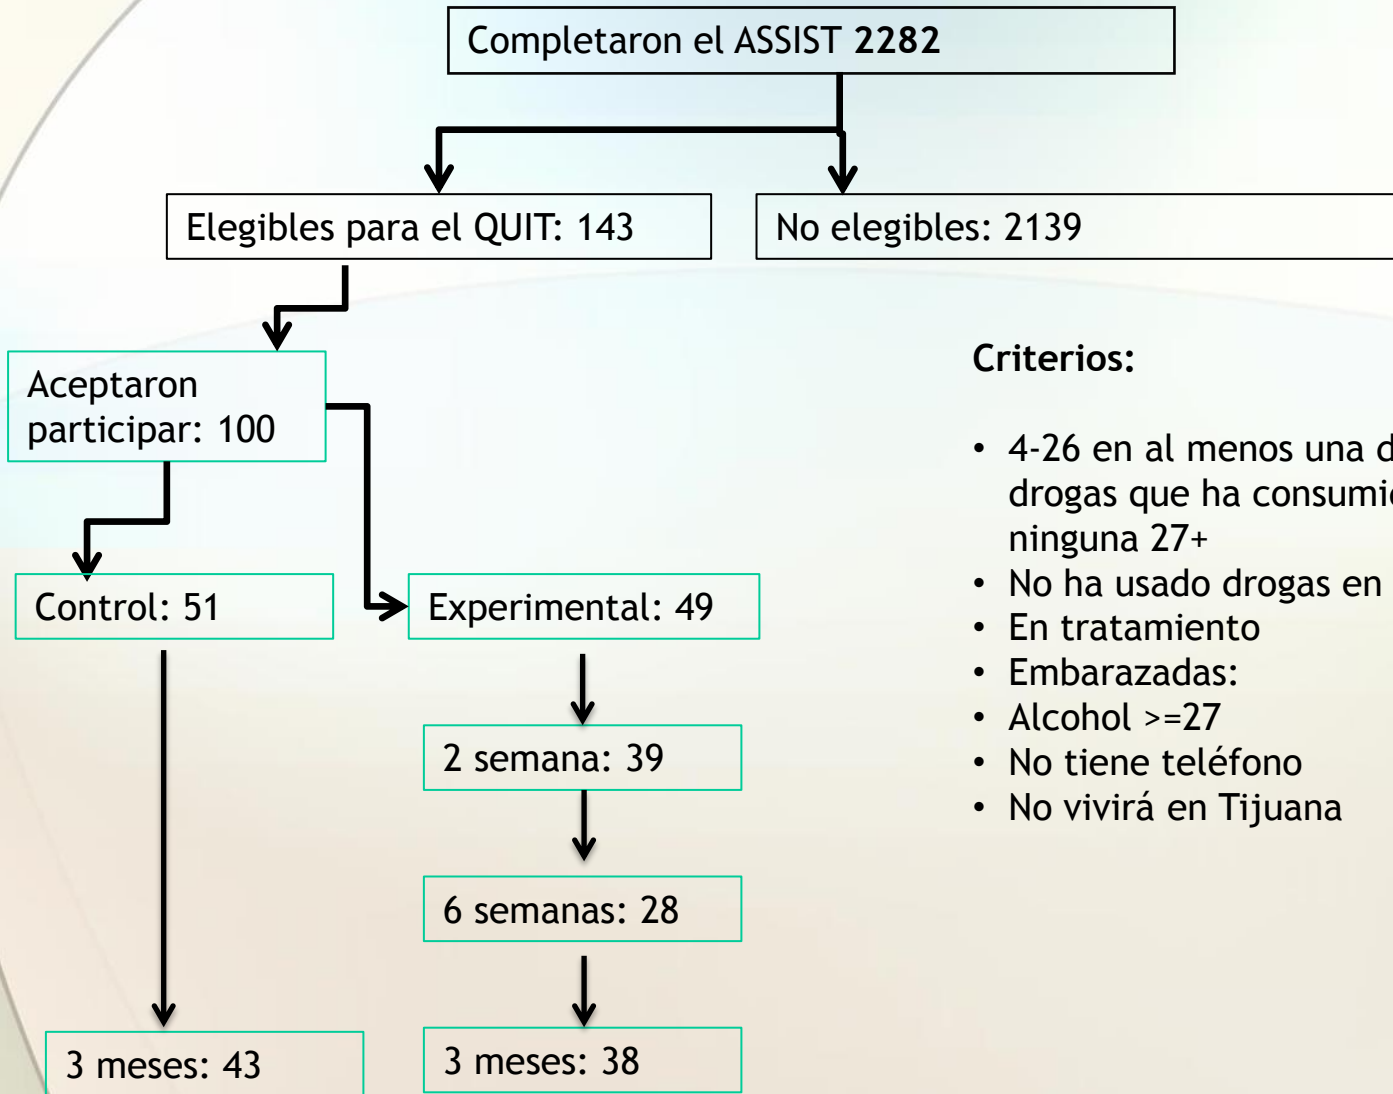 Completaron el ASSIST 2282
Elegibles para el QUIT: 143
No elegibles: 2139
Aceptaron
participar: 100
Control: 51
Experimental: 49
2 semana: 39
6 semanas: 28
3 meses: 43
3 meses: 38
Criterios:
• 4-26 en al menos una
drogas que ha
ninguna 27+
• No ha usado drogas en
• En tratamiento
• Embarazadas:
• Alcohol >=27
• No tiene teléfono
• No vivirá en Tijuana